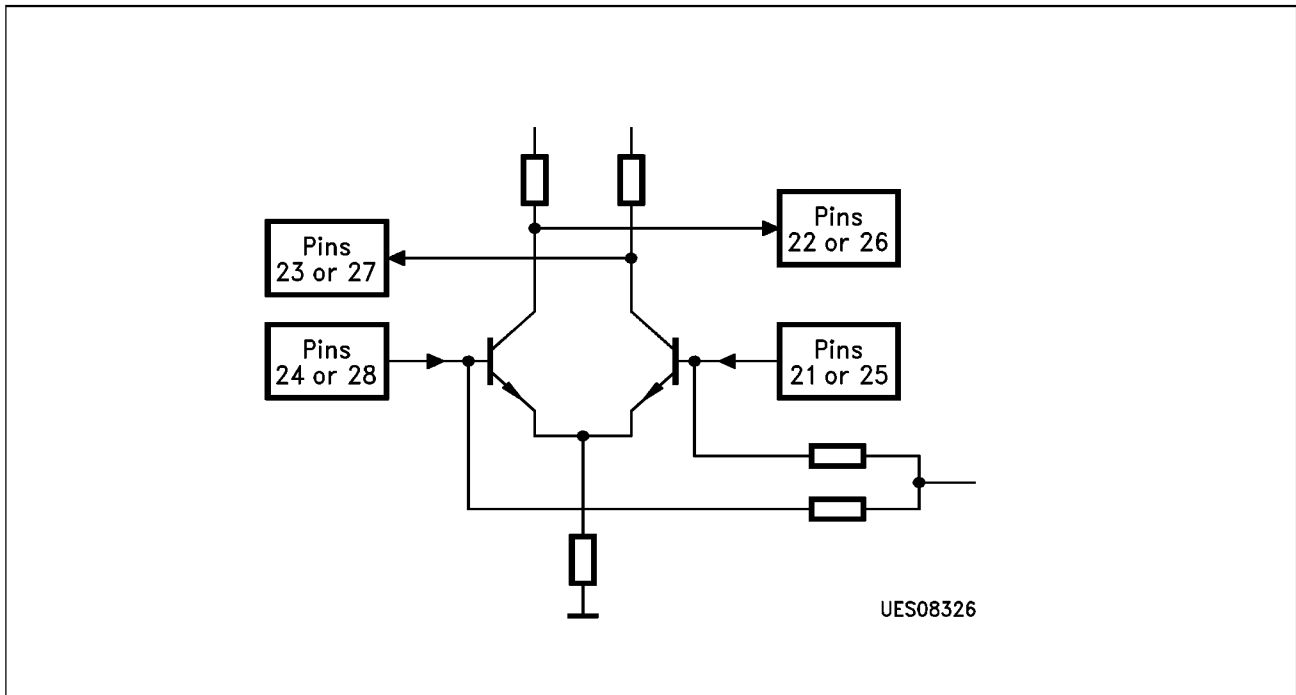 Pins
22 or 26
Pins
23 or 27
Pins
24 or 28
Pins
21 or 25
UES08326